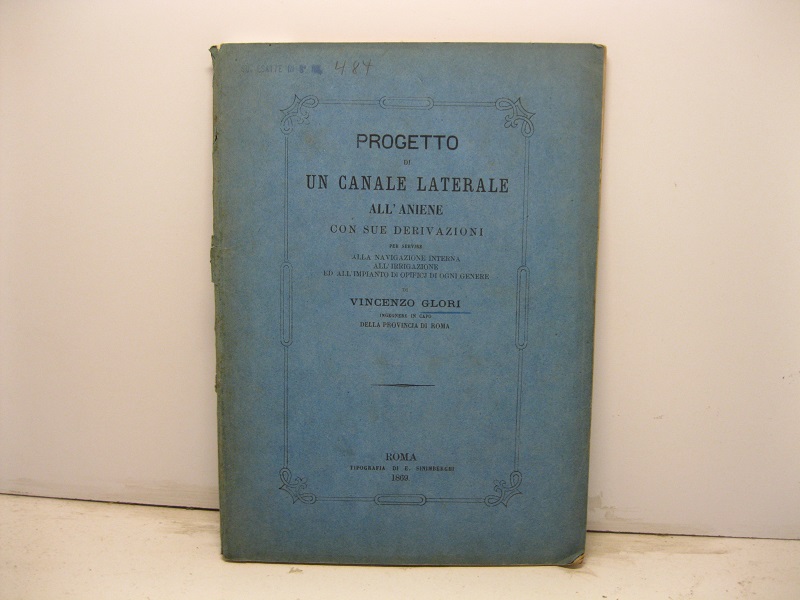 484
PROGETTO
DI
UN CANALE LATERALE
ALL'ANIENE
CON SUE DERIVAZIONI
PER SERVIRE
ALLA NAVIGAZIONE INTERNA
ALL'IRRIGAZIONE
ED ALL'IMPIANTO DI OPIFICI DI OGNI GENERE
DI
VINCENZO GLORI
INGEGNERE IN CAPO
DELLA PROVINCIA DI ROMA
ROMA
TIPOGRAFIA DI E. SINIMBERGHI
1869